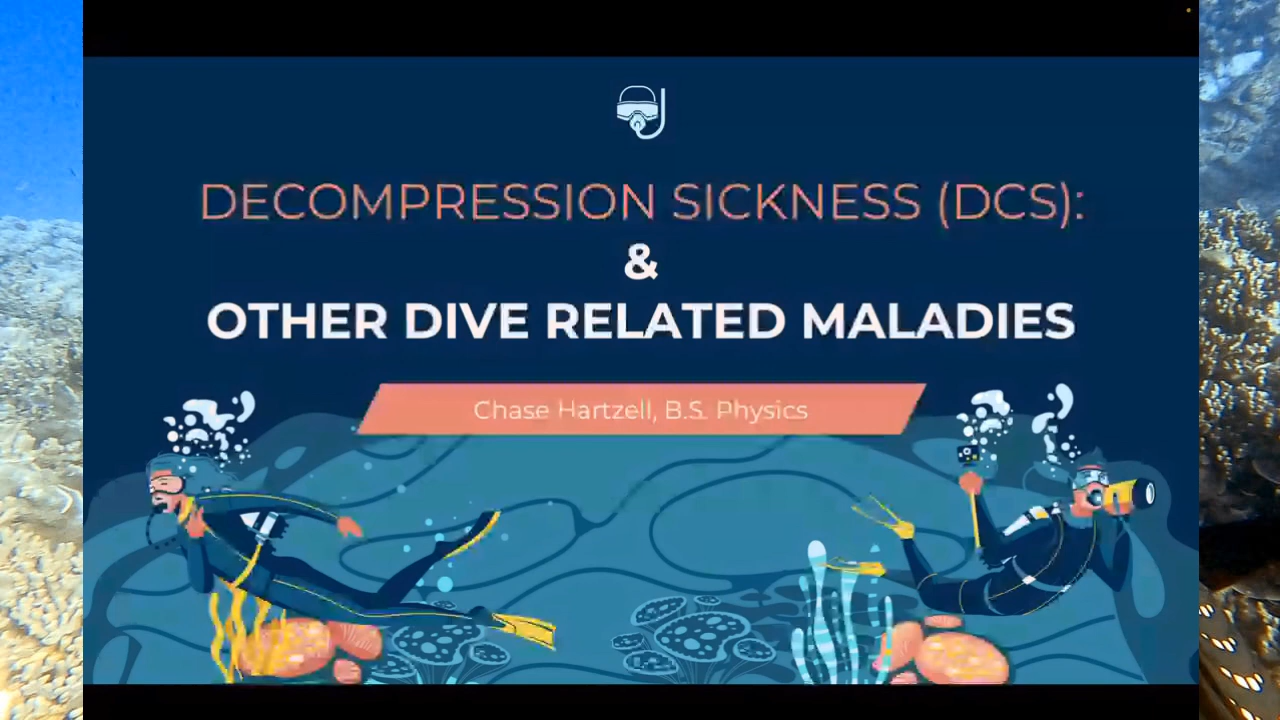 DECOMPRESSION SICKNESS (DCS):
&
OTHER DIVE RELATED MALADIES
Chase Hartzell, B.S. Physics